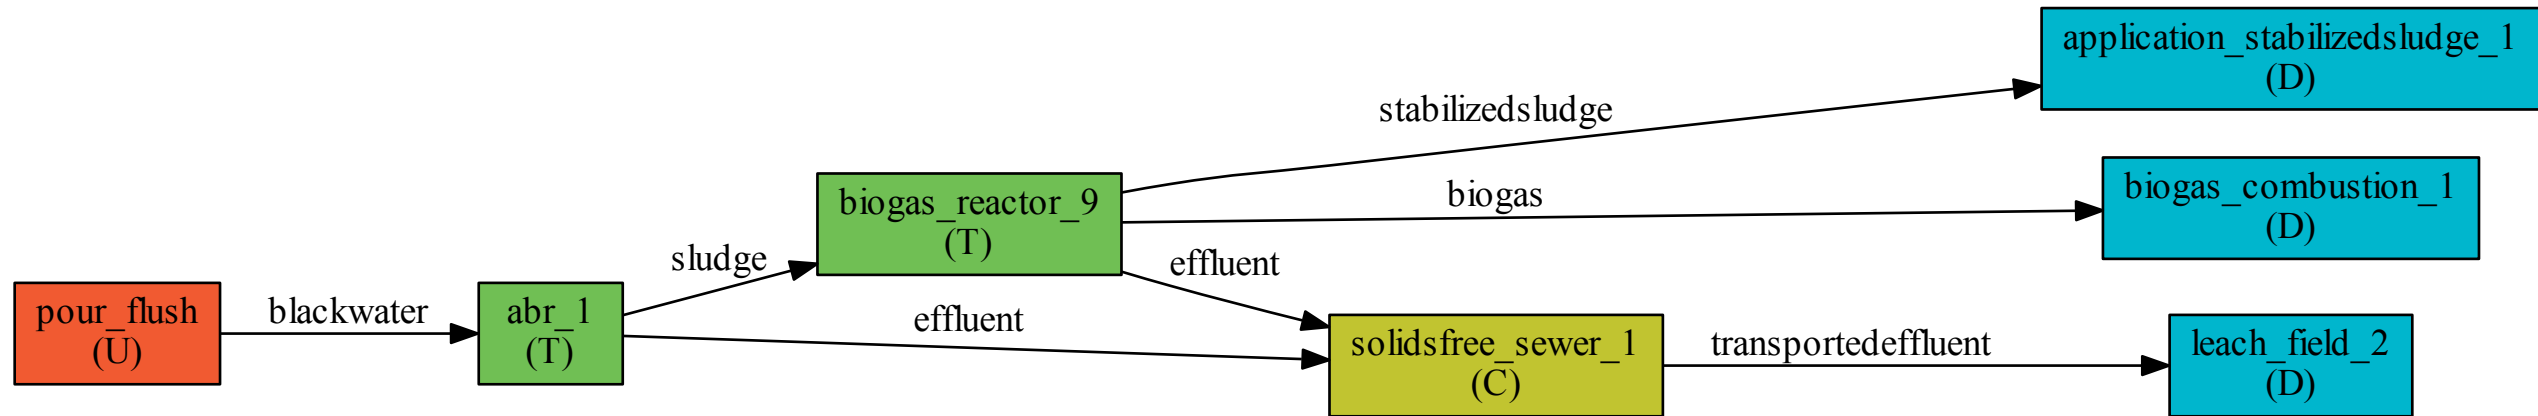 pour_flush
(U)
blackwater
abr_1
(T)
sludge
effluent
biogas_reactor_9
(T)
stabilizedsludge
biogas
effluent
solidsfree_sewer_1
(C)
transportedeffluent
application_stabilizedsludge_1
(D)
biogas_combustion_1
(D)
leach_field_2
(D)